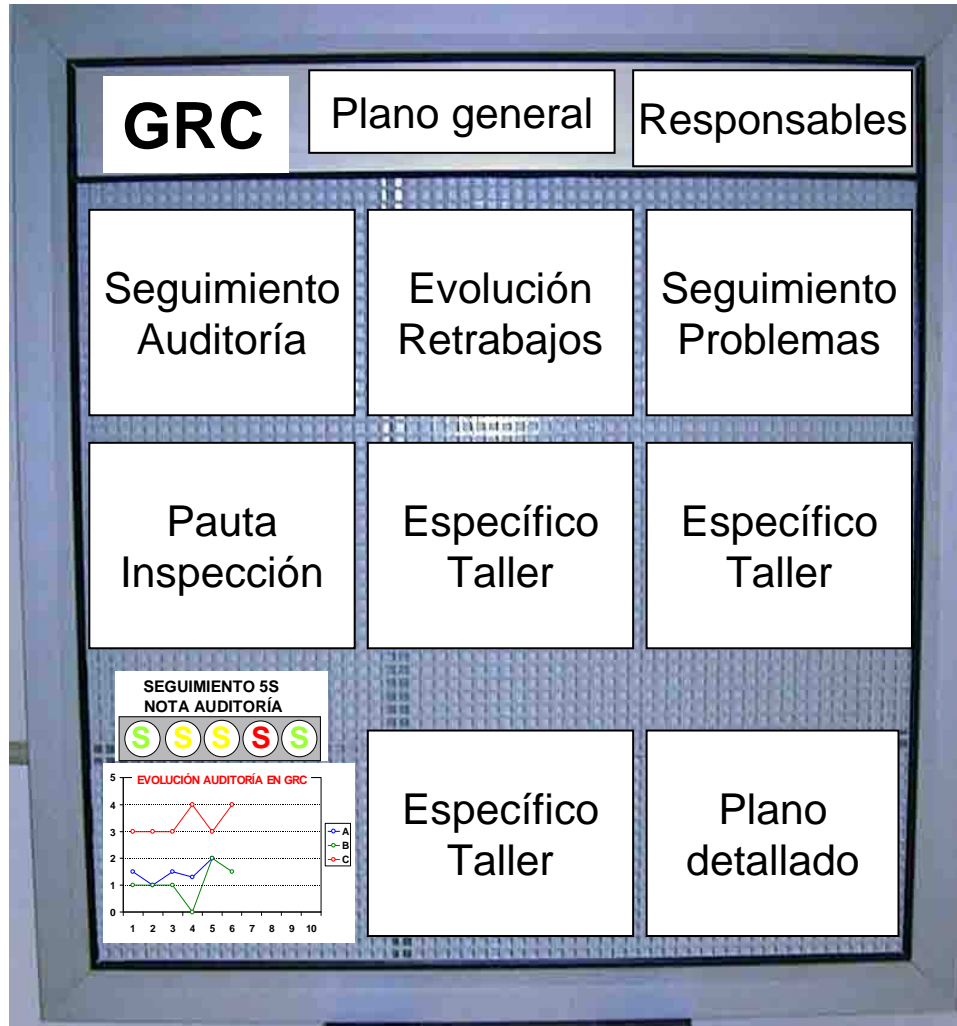 GRC
Plano general
Responsables
Seguimiento
Auditoría
Evolución
Retrabajos
Seguimiento
Problemas
Pauta
Inspección
Específico
Taller
Específico
Taller
SEGUIMIENTO 5S
NOTA AUDITORÍA
S S S S S
EVOLUCIÓN AUDITORÍA EN GRC
5
4
3
2
1
0
1 2 3 4 5 6 7 8 9 10
A
B
C
Específico
Taller
Plano
detallado